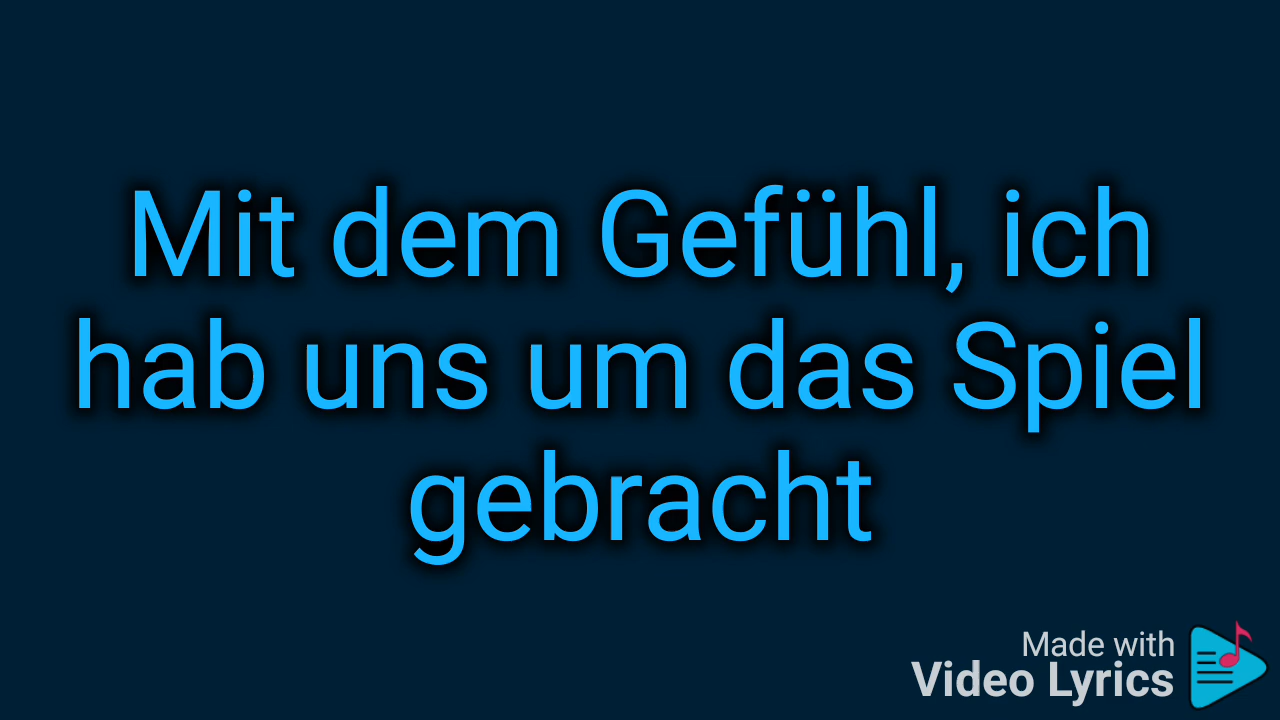 Mit dem Gefühl, ich
hab uns um das Spiel
gebracht
Made with
Video Lyrics